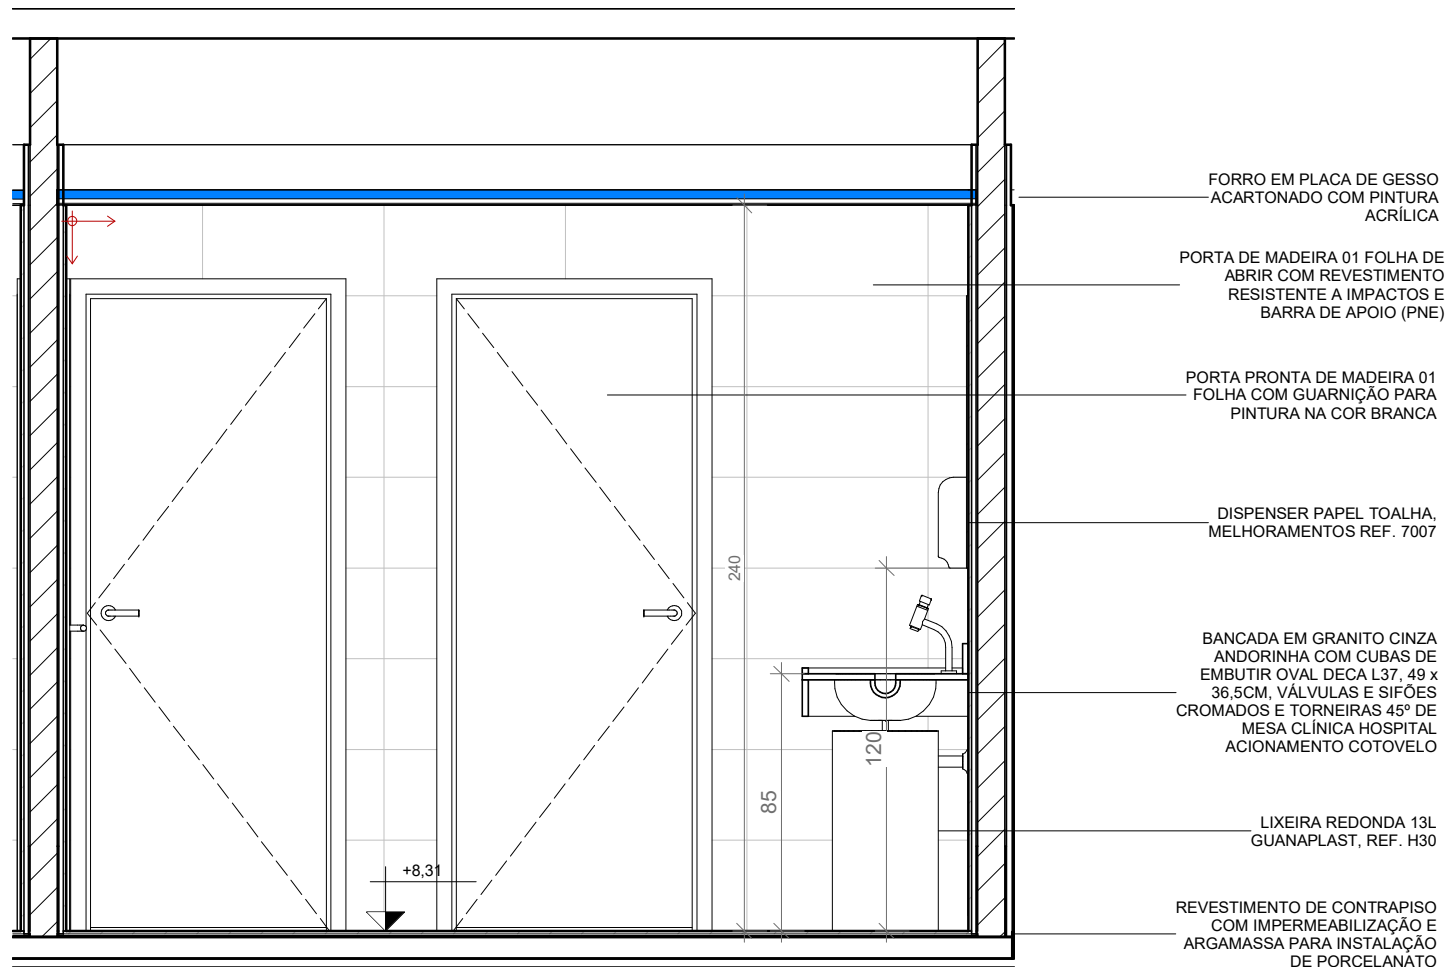 FORRO EM PLACA DE GESSO
ACARTONADO COM PINTURA
ACRÍLICA
PORTA DE MADEIRA 01 FOLHA DE
ABRIR COM REVESTIMENTO
RESISTENTE A IMPACTOS E
BARRA DE APOIO (PNE)
PORTA PRONTA DE MADEIRA 01
FOLHA COM GUARNIÇÃO PARA
PINTURA NA COR BRANCA
DISPENSER PAPEL TOALHA,
MELHORAMENTOS REF. 7007
240
BANCADA EM GRANITO CINZA
ANDORINHA COM CUBAS DE
EMBUTIR OVAL DECA L37, 49 x
36,5CM, VÁLVULAS E SIFÕES
CROMADOS E TORNEIRAS 45º DE
MESA CLÍNICA HOSPITAL
ACIONAMENTO COTOVELO
120
85
LIXEIRA REDONDA 13L
GUANAPLAST, REF. H30
+8,31
REVESTIMENTO DE CONTRAPISO
COM IMPERMEABILIZAÇÃO E
ARGAMASSA PARA INSTALAÇÃO
DE PORCELANATO